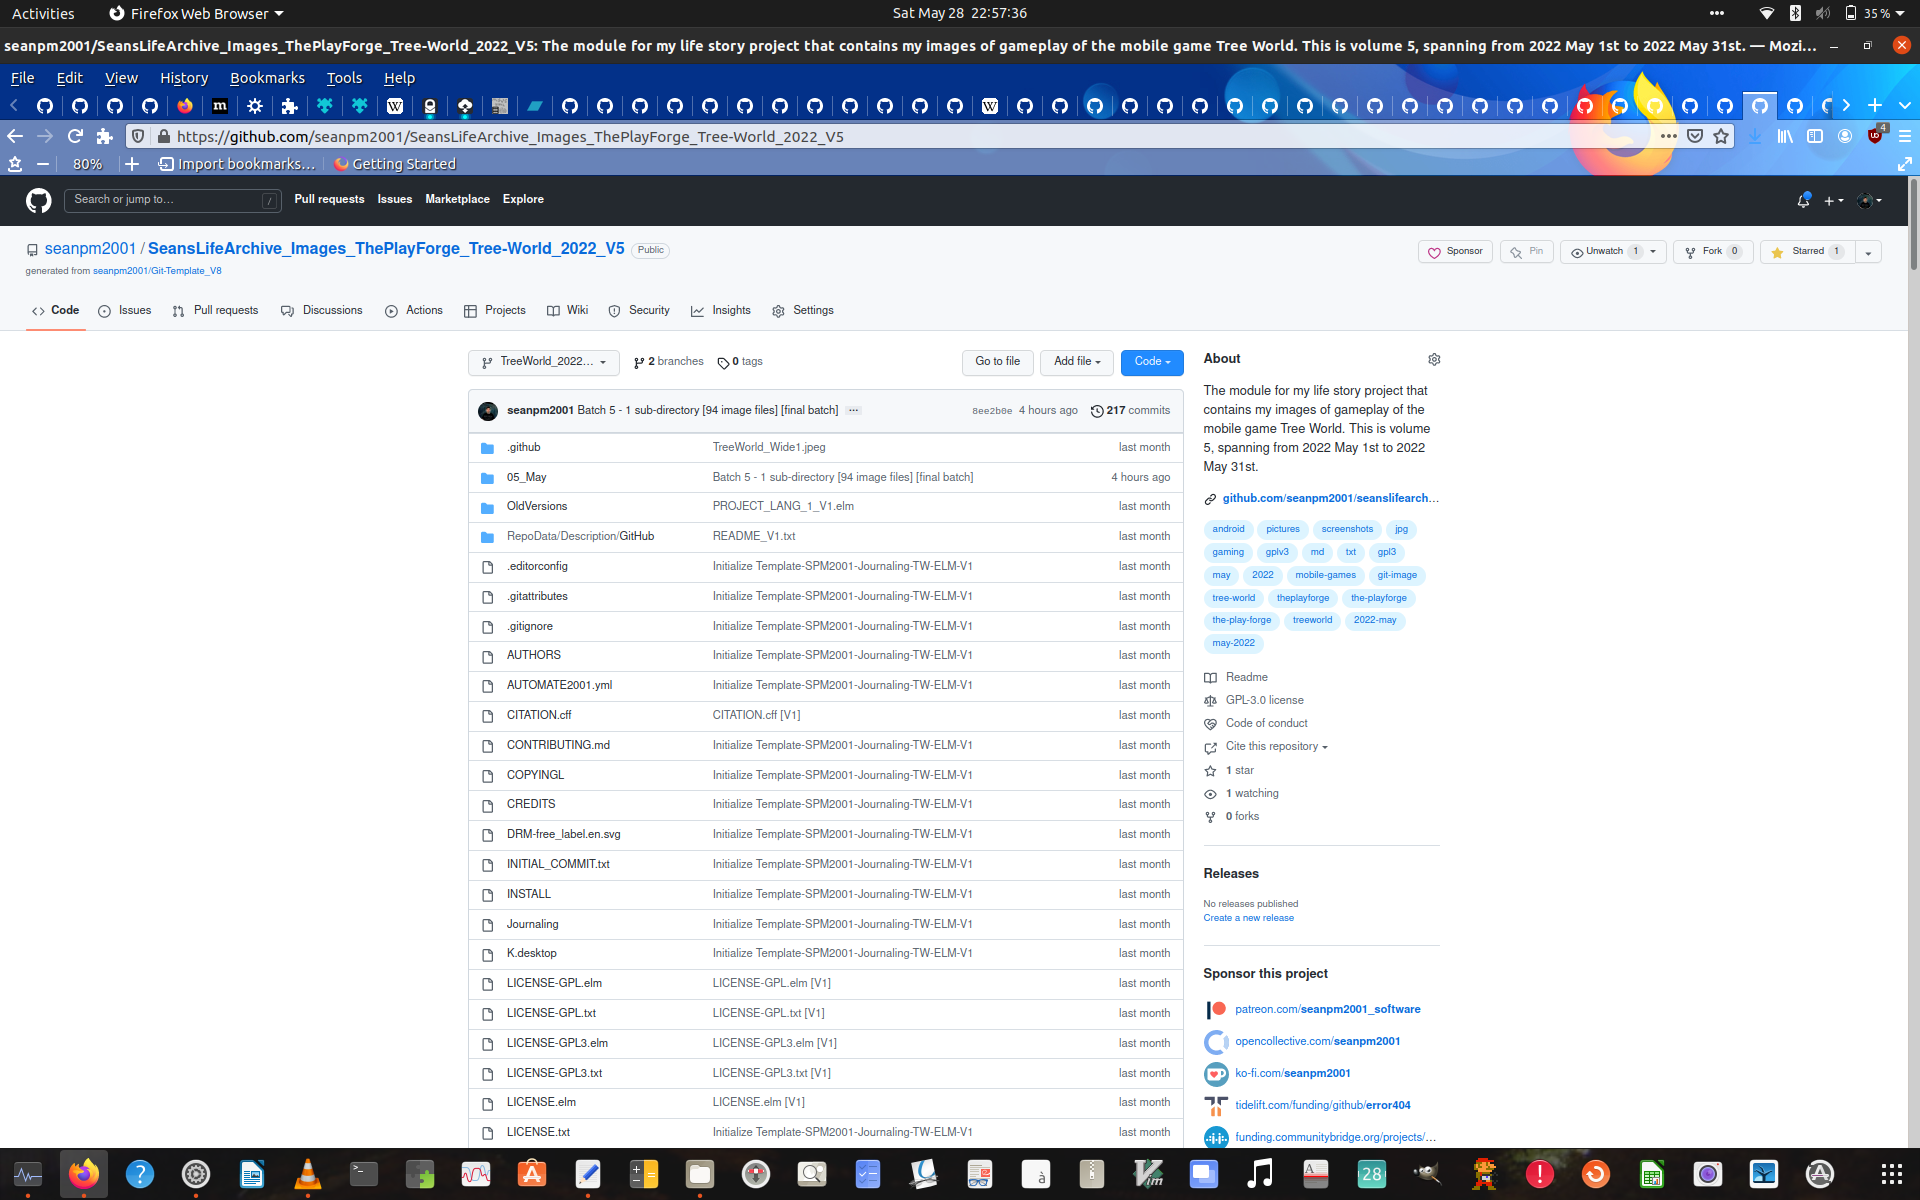 Activities Firefox Web Browser Sat May 28 22:57:36 35 %
seanpm2001/SeansLifeArchive_Images_ThePlayForge_Tree-World_2022_V5: The module for my life story project that contains my images of gameplay of the mobile game Tree World. This is volume 5, spanning from 2022 May 1st to 2022 May 31st. — Mozi…
File Edit View History Bookmarks Tools Help
https://github.com/seanpm2001/SeansLifeArchive_Images_ThePlayForge_Tree-World_2022_V5 4
80% Import bookmarks… Getting Started
Search or jump to… / Pull requests Issues Marketplace Explore
seanpm2001 / SeansLifeArchive_Images_ThePlayForge_Tree-World_2022_V5 Public Sponsor Pin Unwatch 1 Fork 0 Starred 1
generated from seanpm2001/Git-Template_V8
Code Issues Pull requests Discussions Actions Projects Wiki Security Insights Settings
TreeWorld_2022… 2 branches 0 tags Go to file Add file Code
seanpm2001 Batch 5 - 1 sub-directory [94 image files] [final batch] … 8ee2b0e 4 hours ago 217 commits
.github TreeWorld_Wide1.jpeg last month
05_May Batch 5 - 1 sub-directory [94 image files] [final batch] 4 hours ago
OldVersions PROJECT_LANG_1_V1.elm last month
RepoData/Description/GitHub README_V1.txt last month
.editorconfig Initialize Template-SPM2001-Journaling-TW-ELM-V1 last month
.gitattributes Initialize Template-SPM2001-Journaling-TW-ELM-V1 last month
.gitignore Initialize Template-SPM2001-Journaling-TW-ELM-V1 last month
AUTHORS Initialize Template-SPM2001-Journaling-TW-ELM-V1 last month
AUTOMATE2001.yml Initialize Template-SPM2001-Journaling-TW-ELM-V1 last month
CITATION.cff CITATION.cff [V1] last month
CONTRIBUTING.md Initialize Template-SPM2001-Journaling-TW-ELM-V1 last month
COPYINGL Initialize Template-SPM2001-Journaling-TW-ELM-V1 last month
CREDITS Initialize Template-SPM2001-Journaling-TW-ELM-V1 last month
DRM-free_label.en.svg Initialize Template-SPM2001-Journaling-TW-ELM-V1 last month
INITIAL_COMMIT.txt Initialize Template-SPM2001-Journaling-TW-ELM-V1 last month
INSTALL Initialize Template-SPM2001-Journaling-TW-ELM-V1 last month
Journaling Initialize Template-SPM2001-Journaling-TW-ELM-V1 last month
K.desktop Initialize Template-SPM2001-Journaling-TW-ELM-V1 last month
LICENSE-GPL.elm LICENSE-GPL.elm [V1] last month
LICENSE-GPL.txt LICENSE-GPL.txt [V1] last month
LICENSE-GPL3.elm LICENSE-GPL3.elm [V1] last month
LICENSE-GPL3.txt LICENSE-GPL3.txt [V1] last month
LICENSE.elm LICENSE.elm [V1] last month
LICENSE.txt Initialize Template-SPM2001-Journaling-TW-ELM-V1 last month
About
The module for my life story project that
contains my images of gameplay of the
mobile game Tree World. This is volume
5, spanning from 2022 May 1st to 2022
May 31st.
github.com/seanpm2001/seanslifearch…
android pictures screenshots jpg
gaming gplv3 md txt gpl3
may 2022 mobile-games git-image
tree-world theplayforge the-playforge
the-play-forge treeworld 2022-may
may-2022
Readme
GPL-3.0 license
Code of conduct
Cite this repository
1 star
1 watching
0 forks
Releases
No releases published
Create a new release
Sponsor this project
patreon.com/seanpm2001_software
opencollective.com/seanpm2001
ko-fi.com/seanpm2001
tidelift.com/funding/github/error404
funding.communitybridge.org/projects/…
28